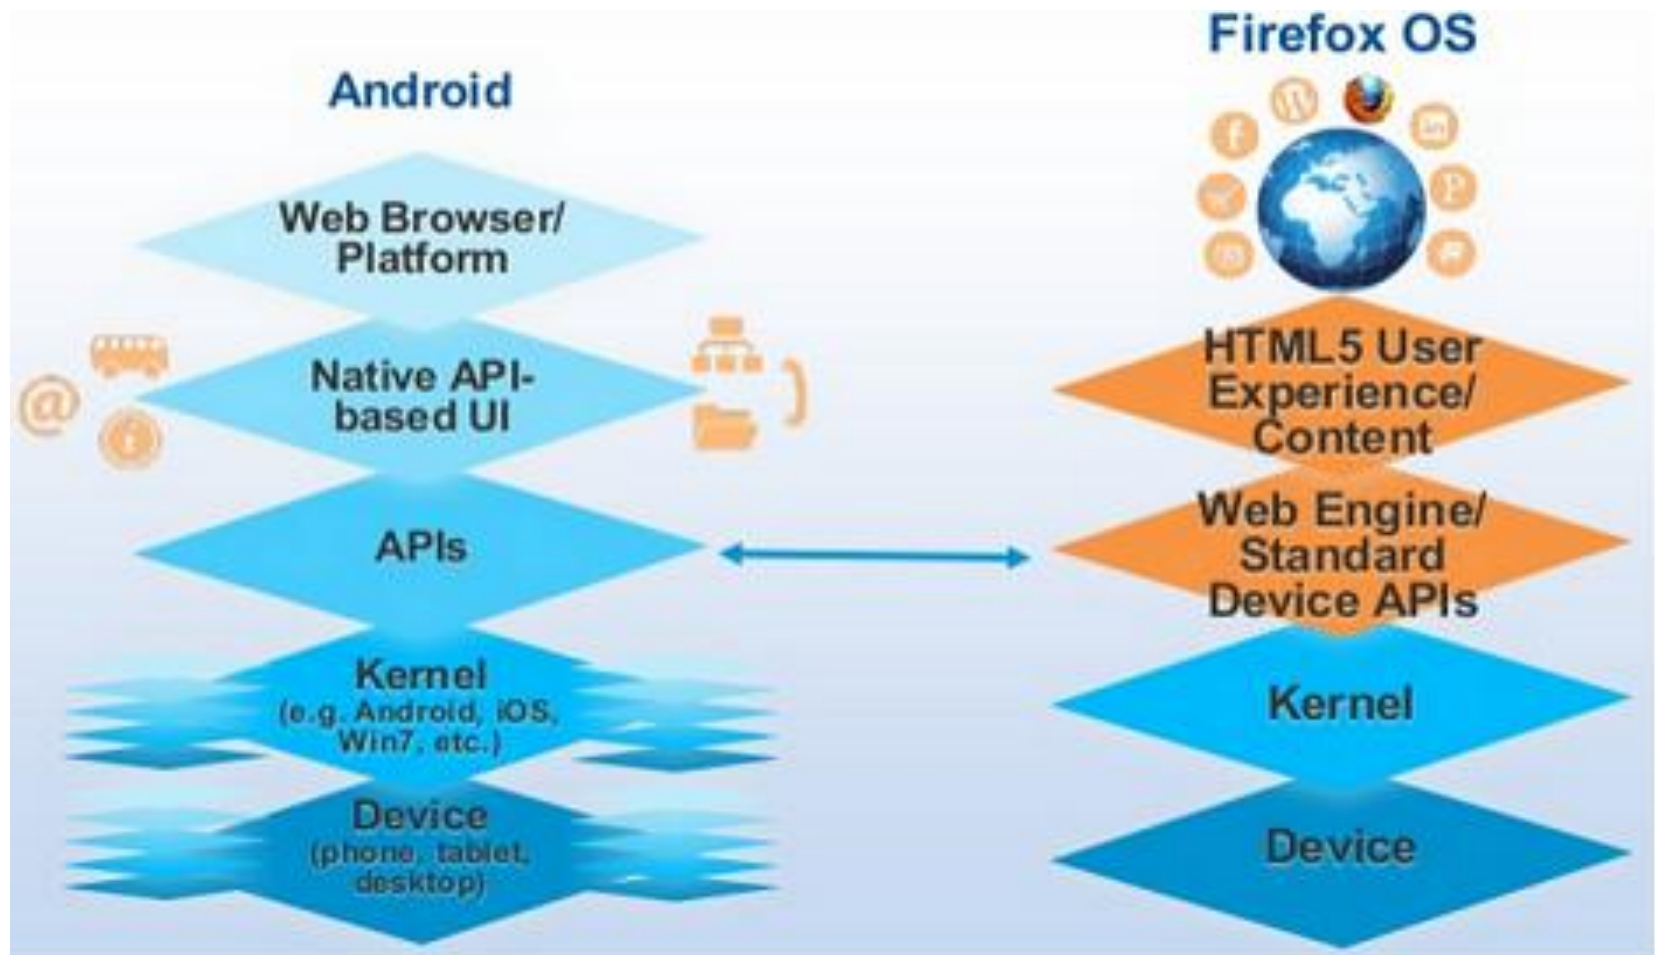 Android
Web Browser/
Platform
Native API-
based UI
APIs
Kernel
(e.g. Android, iOS,
Win7, etc.)
Device
(phone, tablet,
desktop)
Firefox OS
HTML5 User
Experience/
Content
Web Engine/
Standard
Device APIs
Kernel
Device